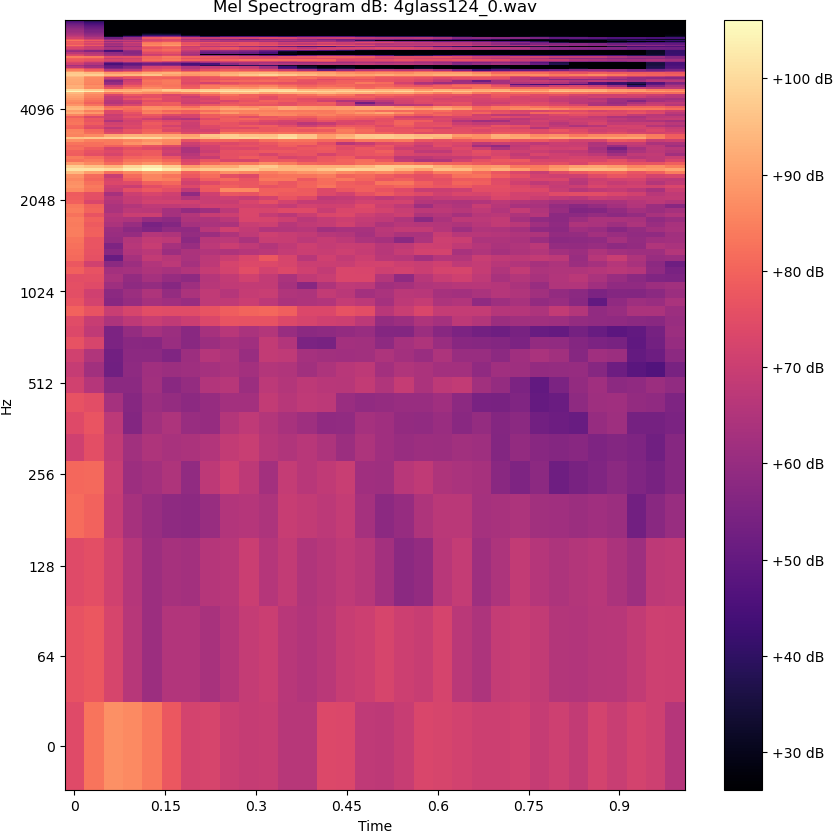 Mel Spectrogram dB: 4glass124_0.wav
+100 dB
4096
+90 dB
2048
+80 dB
1024
+70 dB
512
Hz
+60 dB
256
+50 dB
128
+40 dB
64
+30 dB
0
0 0.15 0.3 0.45 0.6 0.75 0.9
Time